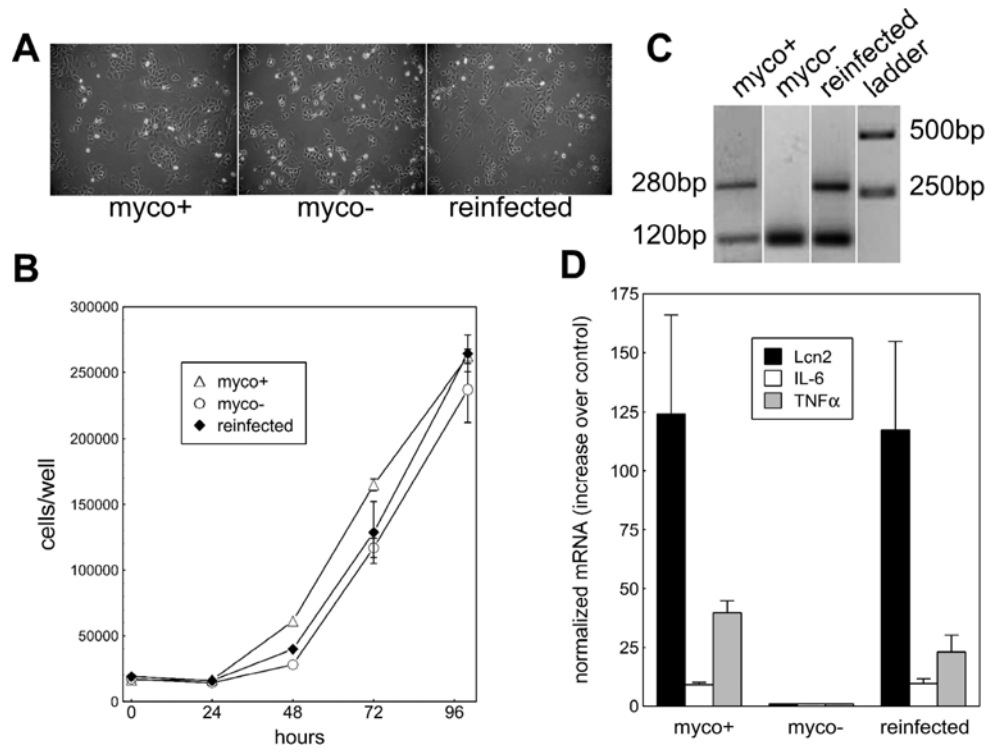 A
myco+
myco-
reinfected
B
300000
250000
200000
150000
100000
50000
0
cells/well
myco+
myco-
reinfected
0 24 48 72 96
hours
C
myco+
myco-
reinfected
ladder
280bp
120bp
500bp
250bp
D
175
150
125
100
75
50
25
0
normalized mRNA (increase over control)
Lcn2
IL-6
TNFα
myco+ myco- reinfected